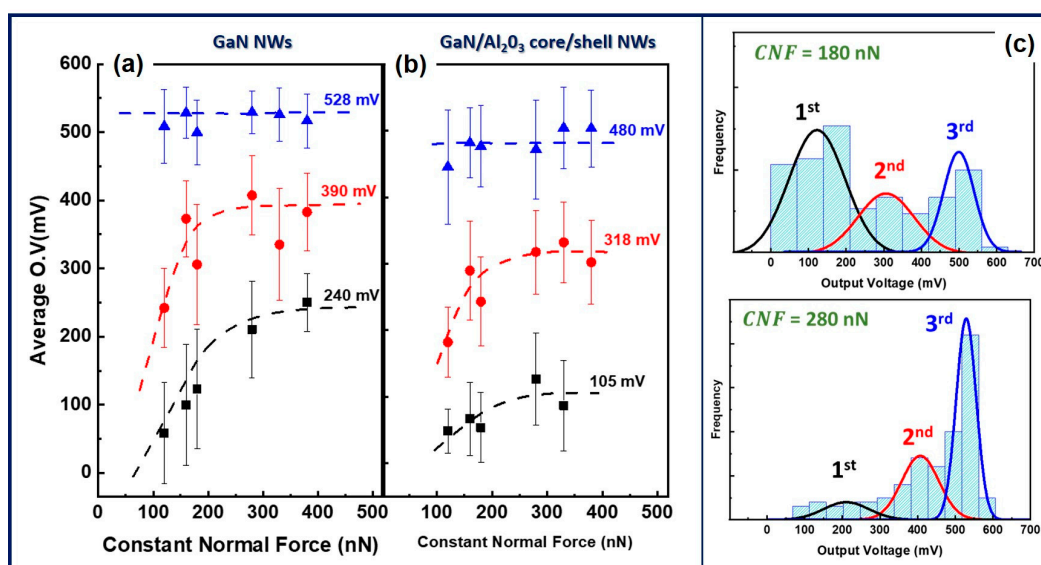 GaN NWs
(a)
600
500
400
300
200
100
0
Average O.V(mV)
528 mV
390 mV
240 mV
0 100 200 300 400 500
Constant Normal Force (nN)
GaN/Al₂0₃ core/shell NWs
(b)
480 mV
318 mV
105 mV
100 200 300 400 500
Constant Normal Force (nN)
(c)
CNF = 180 nN
1st
2nd
3rd
Frequency
0 100 200 300 400 500 600 700
Output Voltage (mV)
CNF = 280 nN
1st
2nd
3rd
Frequency
0 100 200 300 400 500 600 700
Output Voltage (mV)